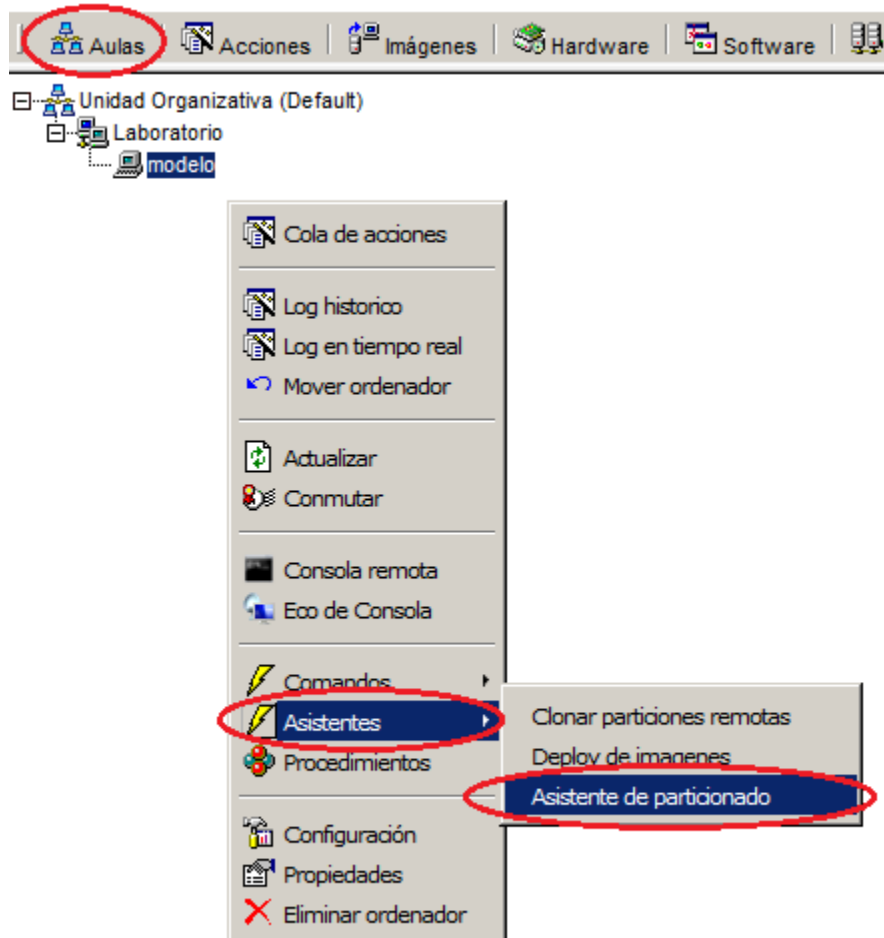 Aulas Acciones Imágenes Hardware Software
Unidad Organizativa (Default)
Laboratorio
modelo
Cola de acciones
Log historico
Log en tiempo real
Mover ordenador
Actualizar
Conmutar
Consola remota
Eco de Consola
Comandos
Asistentes
Procedimientos
Configuración
Propiedades
Eliminar ordenador
Clonar particiones remotas
Deploy de imagenes
Asistente de particionado